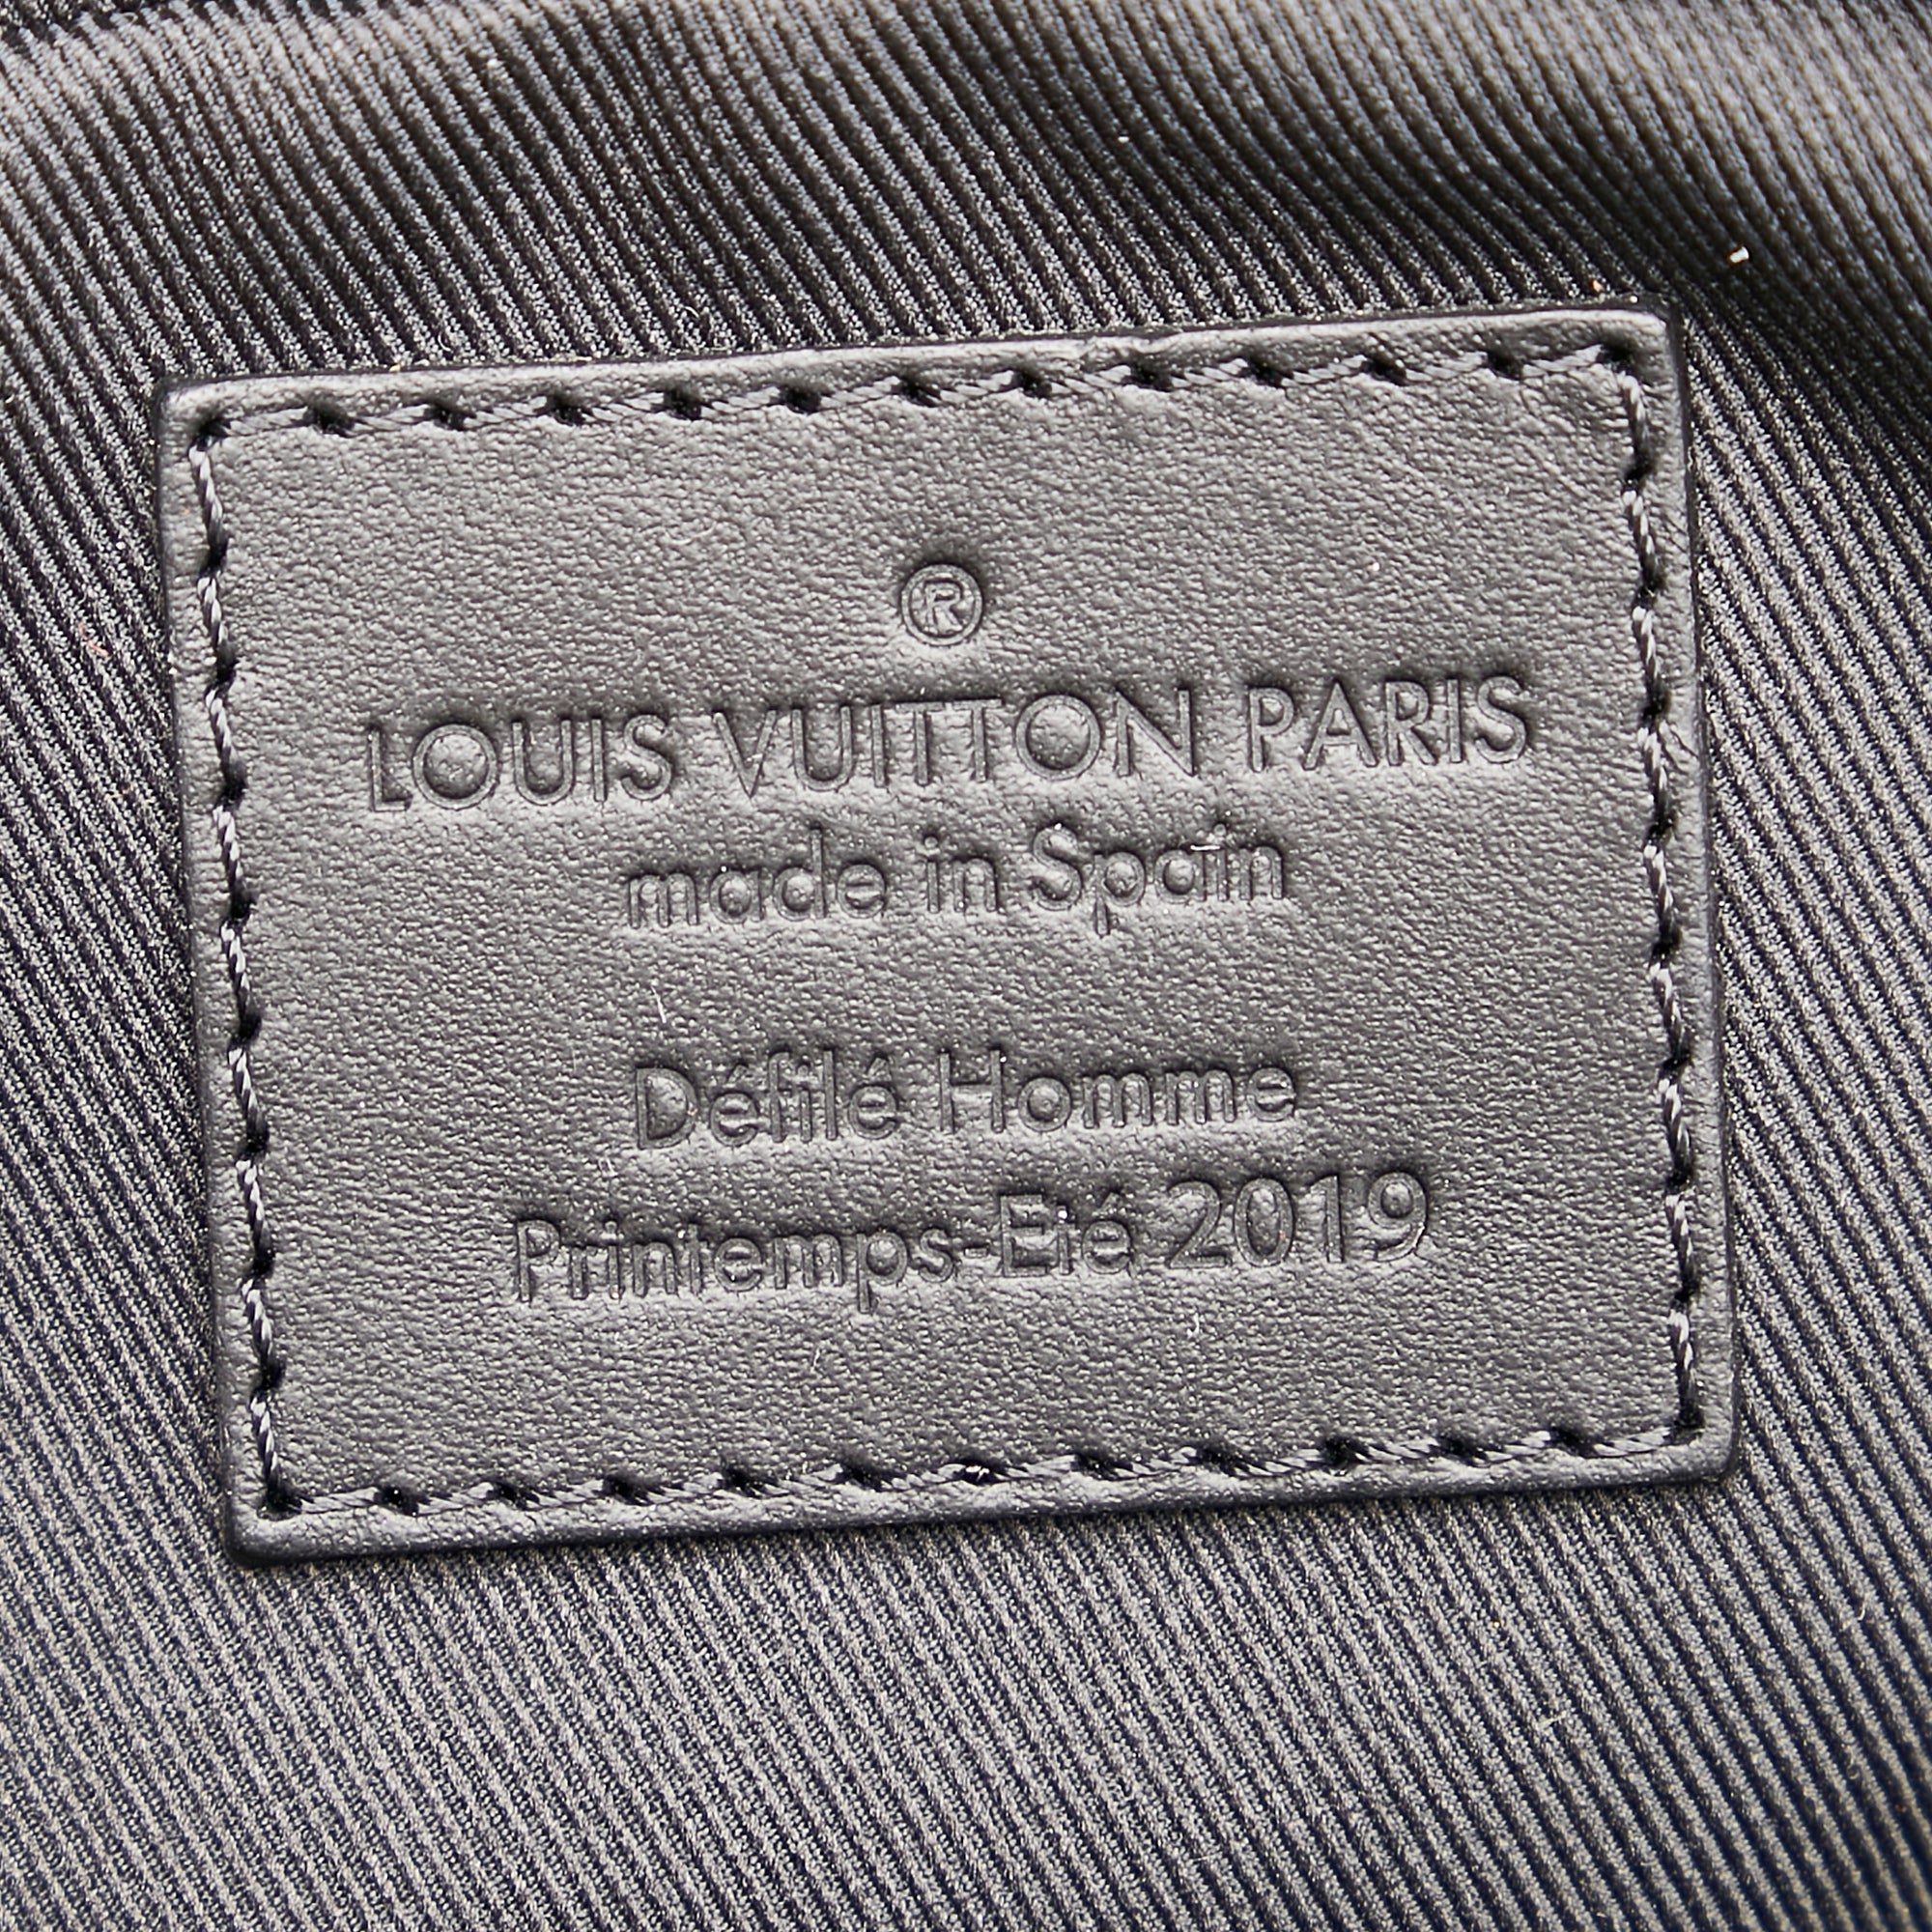 ®
LOUIS VUITTON PARIS
made in Spain
Défilé Homme
Printemps-Eté 2019